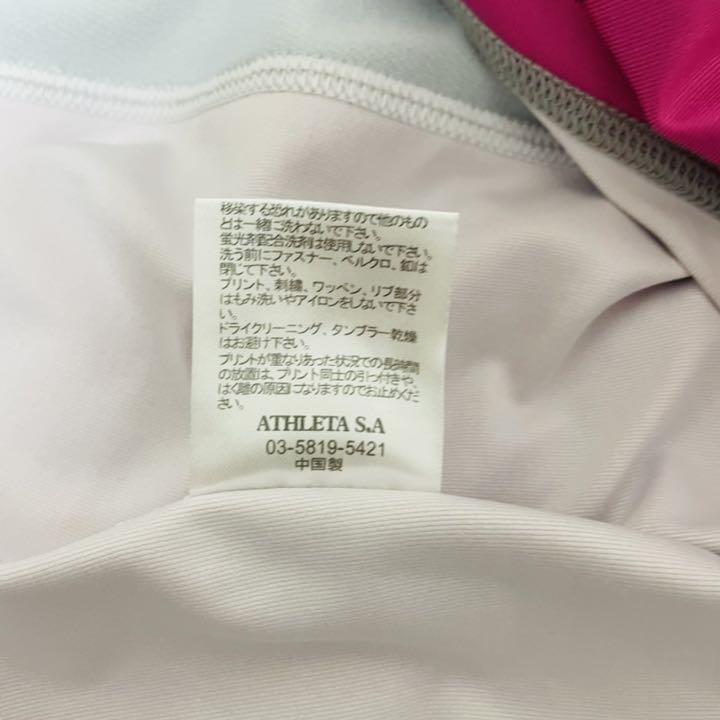 移染する恐れがありますので他のもの
とは一緒に洗わないで下さい。
蛍光剤配合洗剤は使用しないで下さい。
洗う前にファスナー、ベルクロ、釦は
閉じて下さい。
プリント、刺繍、ワッペン、リブ部分
はもみ洗いやアイロンをしないで下さ
い。
ドライクリーニング、タンブラー乾燥
はお避け下さい。
プリントが重なりあった状況での長時間
の放置は、プリント同士の引っ付きや、
はく離の原因になりますのでお止めくだ
さい。
ATHLETA S.A
03-5819-5421
中国製